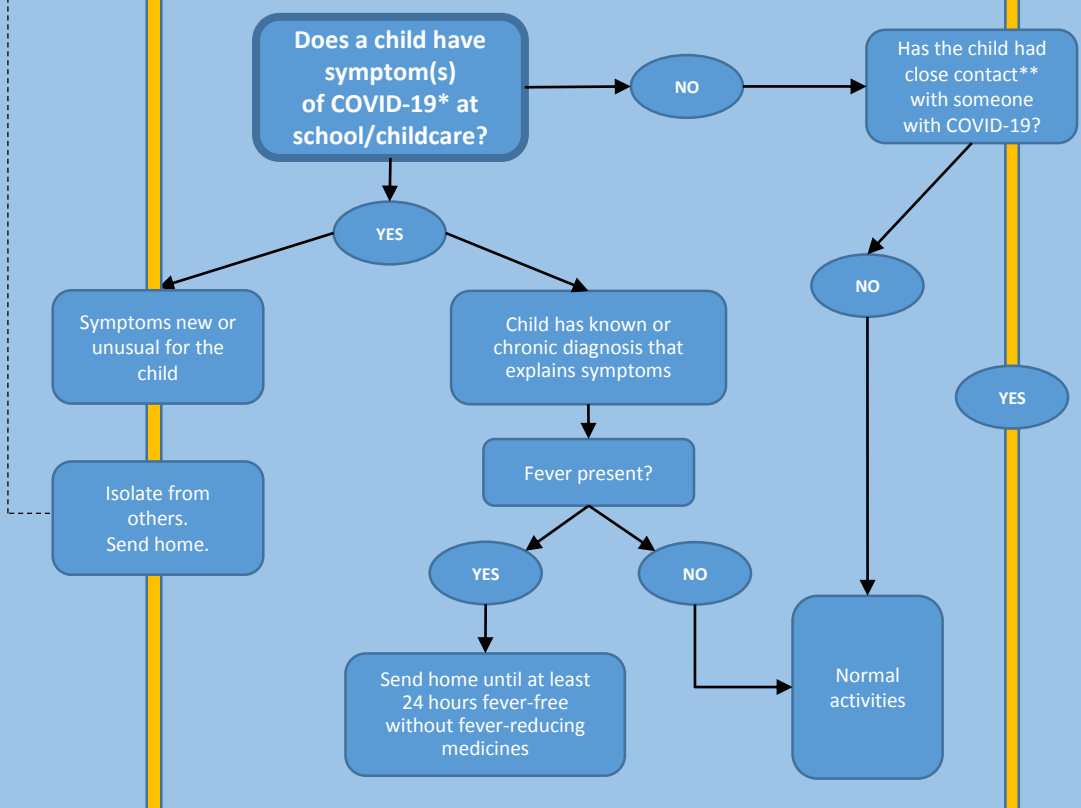 Does a child have
symptom(s)
of COVID-19* at
school/childcare?
NO
Has the child had
close contact**
with someone
with COVID-19?
YES
NO
Symptoms new or
unusual for the
child
Child has known or
chronic diagnosis that
explains symptoms
YES
Fever present?
Isolate from
others.
Send home.
YES
NO
Send home until at least
24 hours fever-free
without fever-reducing
medicines
Normal
activities